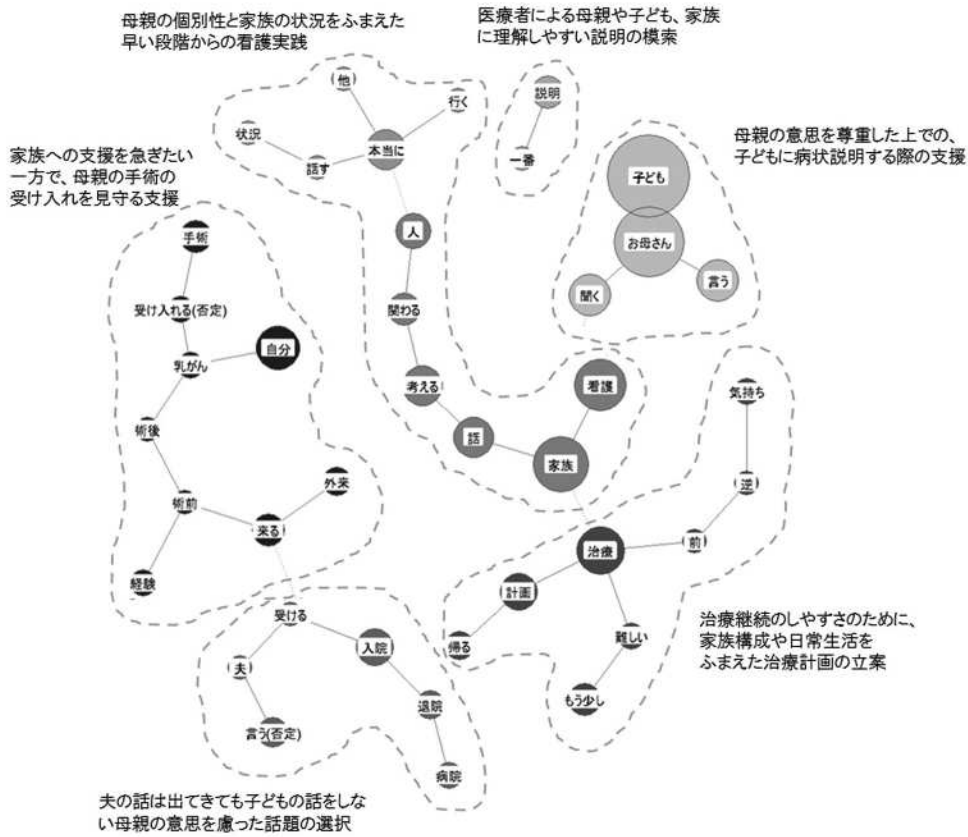 母親の個別性と家族の状況をふまえた
早い段階からの看護実践
医療者による母親や子ども、家族
に理解しやすい説明の模索
他
行く
状況
本当に
話す
説明
一番
母親の意思を尊重した上での、
子どもに病状説明する際の支援
子ども
お母さん
聞く
言う
家族への支援を急ぎたい
一方で、母親の手術の
受け入れを見守る支援
手術
受け入れる(否定)
自分
乳がん
術後
術前
外来
来る
経験
人
関わる
考える
話
看護
家族
気持ち
逆
前
治療
計画
帰る
難しい
もう少し
治療継続のしやすさのために、
家族構成や日常生活を
ふまえた治療計画の立案
受ける
夫
入院
言う(否定)
退院
病院
夫の話は出てきても子どもの話をしな
い母親の意思を慮った話題の選択